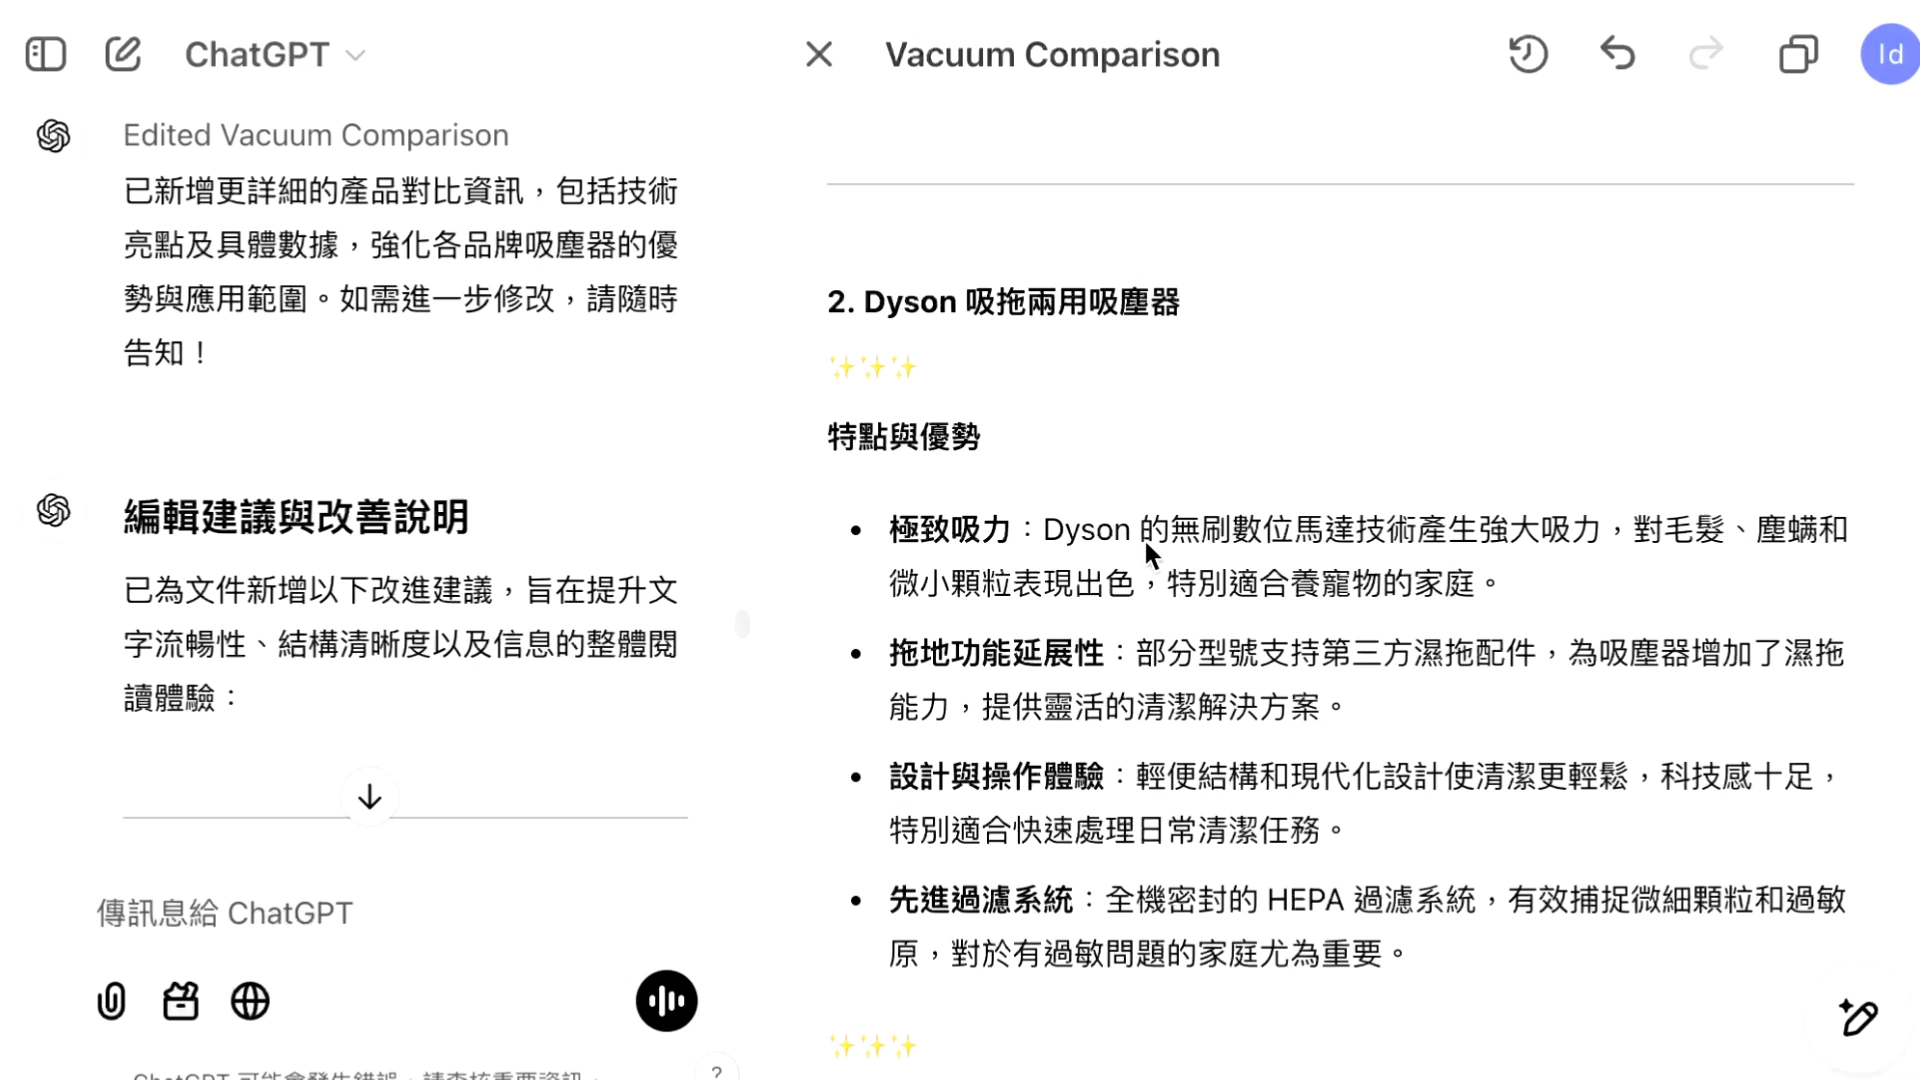 ChatGPT
Edited Vacuum Comparison
已新增更詳細的產品對比資訊，包括技術
亮點及具體數據，強化各品牌吸塵器的優
勢與應用範圍。如需進一步修改，請隨時
告知！
編輯建議與改善說明
已為文件新增以下改進建議，旨在提升文
字流暢性、結構清晰度以及信息的整體閱
讀體驗：
傳訊息給 ChatGPT
ChatGPT 可能會發生錯誤。請查核重要資訊。
?
Vacuum Comparison
Id
2. Dyson 吸拖兩用吸塵器
✨✨✨
特點與優勢
• 極致吸力：Dyson 的無刷數位馬達技術產生強大吸力，對毛髮、塵蟎和
微小顆粒表現出色，特別適合養寵物的家庭。
• 拖地功能延展性：部分型號支持第三方濕拖配件，為吸塵器增加了濕拖
能力，提供靈活的清潔解決方案。
• 設計與操作體驗：輕便結構和現代化設計使清潔更輕鬆，科技感十足，
特別適合快速處理日常清潔任務。
• 先進過濾系統：全機密封的 HEPA 過濾系統，有效捕捉微細顆粒和過敏
原，對於有過敏問題的家庭尤為重要。
✨✨✨